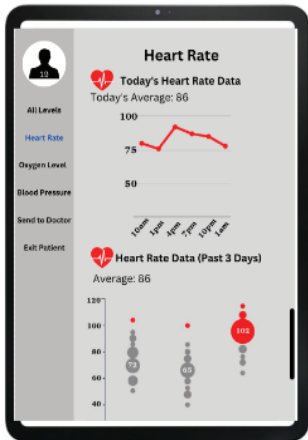 12
All Levels
Heart Rate
Oxygen Level
Blood Pressure
Send to Doctor
Exit Patient
Heart Rate
Today's Heart Rate Data
Today's Average: 86
100
75
50
10am
1pm
4pm
7pm
10pm
1am
Heart Rate Data (Past 3 Days)
Average: 86
120
100
80
60
40
72
65
102